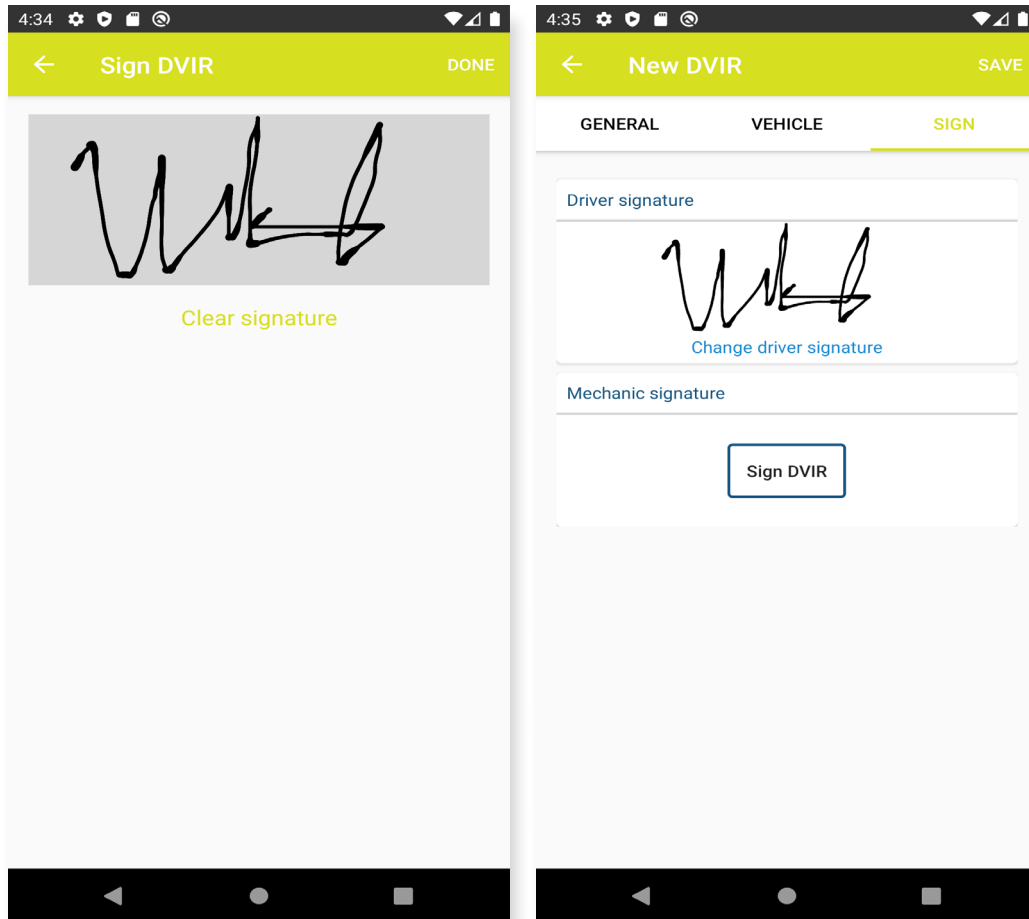 4:34
Sign DVIR
DONE
Clear signature
4:35
New DVIR
SAVE
GENERAL
VEHICLE
SIGN
Driver signature
Change driver signature
Mechanic signature
Sign DVIR